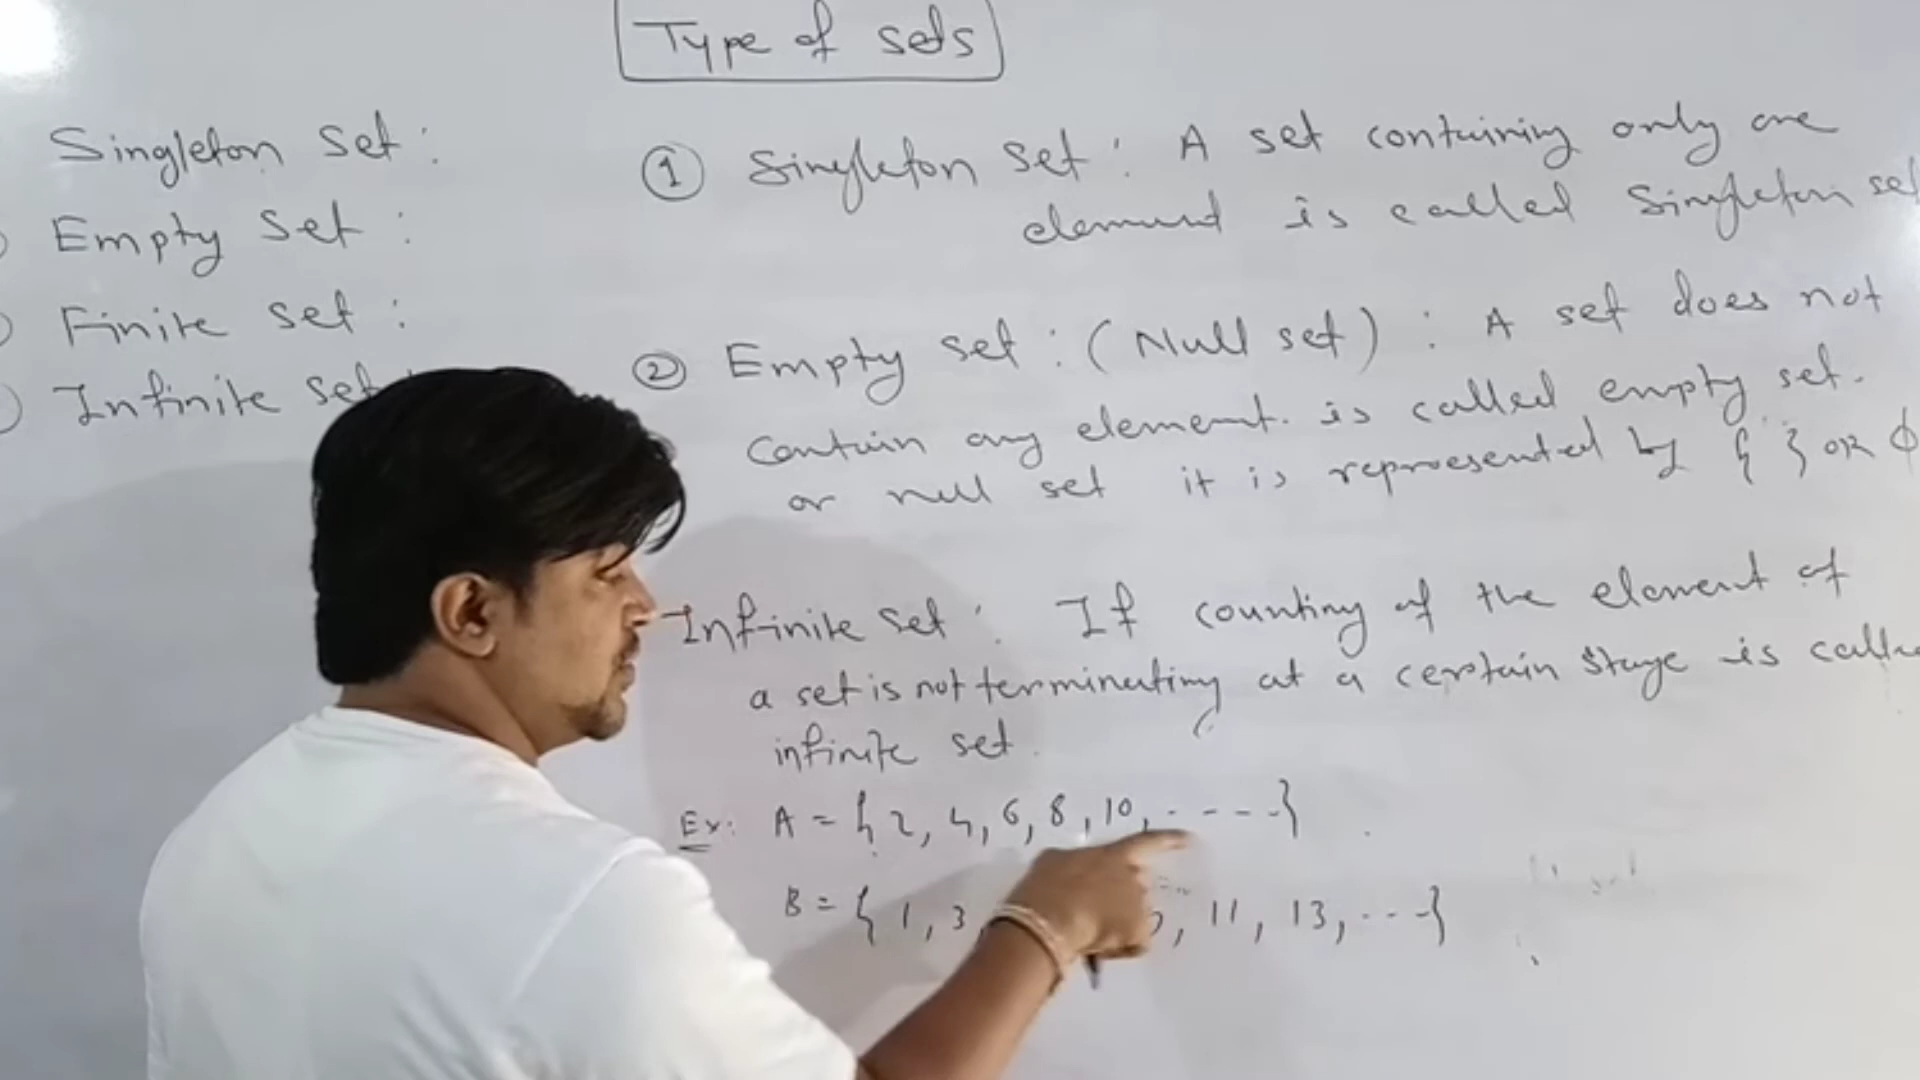 Type of sets
Singleton Set :
Empty Set :
Finite set :
Infinite set :
① Singleton Set : A set containing only one
element is called Singleton set
② Empty set : (Null set) : A set does not
Contain any element. is called empty set.
or null set it is represented by { } or ϕ
Infinite set : If counting of the element of
a set is not terminating at a certain stage is
infinite set.
Ex: A = { 2, 4, 6, 8, 10, - - - - }
B = { 1, 3, 11, 13, - - - }